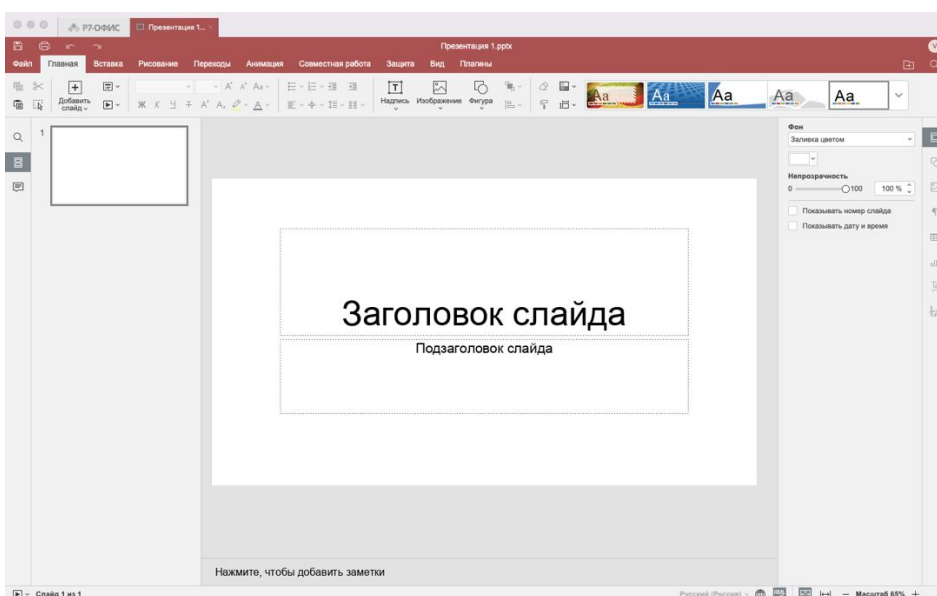 Р7-ОФИС
Презентация 1...
Презентация 1.pptx
Файл Главная Вставка Рисование Переходы Анимация Совместная работа Защита Вид Плагины
Добавить слайд
Ж К Ч Т
Надпись Изображение Фигура
Aa Aa Aa Aa Aa
1
Фон
Заливка цветом
Непрозрачность
0 100 100 %
Показывать номер слайда
Показывать дату и время
Заголовок слайда
Подзаголовок слайда
Нажмите, чтобы добавить заметки
Слайд 1 из 1
Русский (Россия)
Масштаб 65%